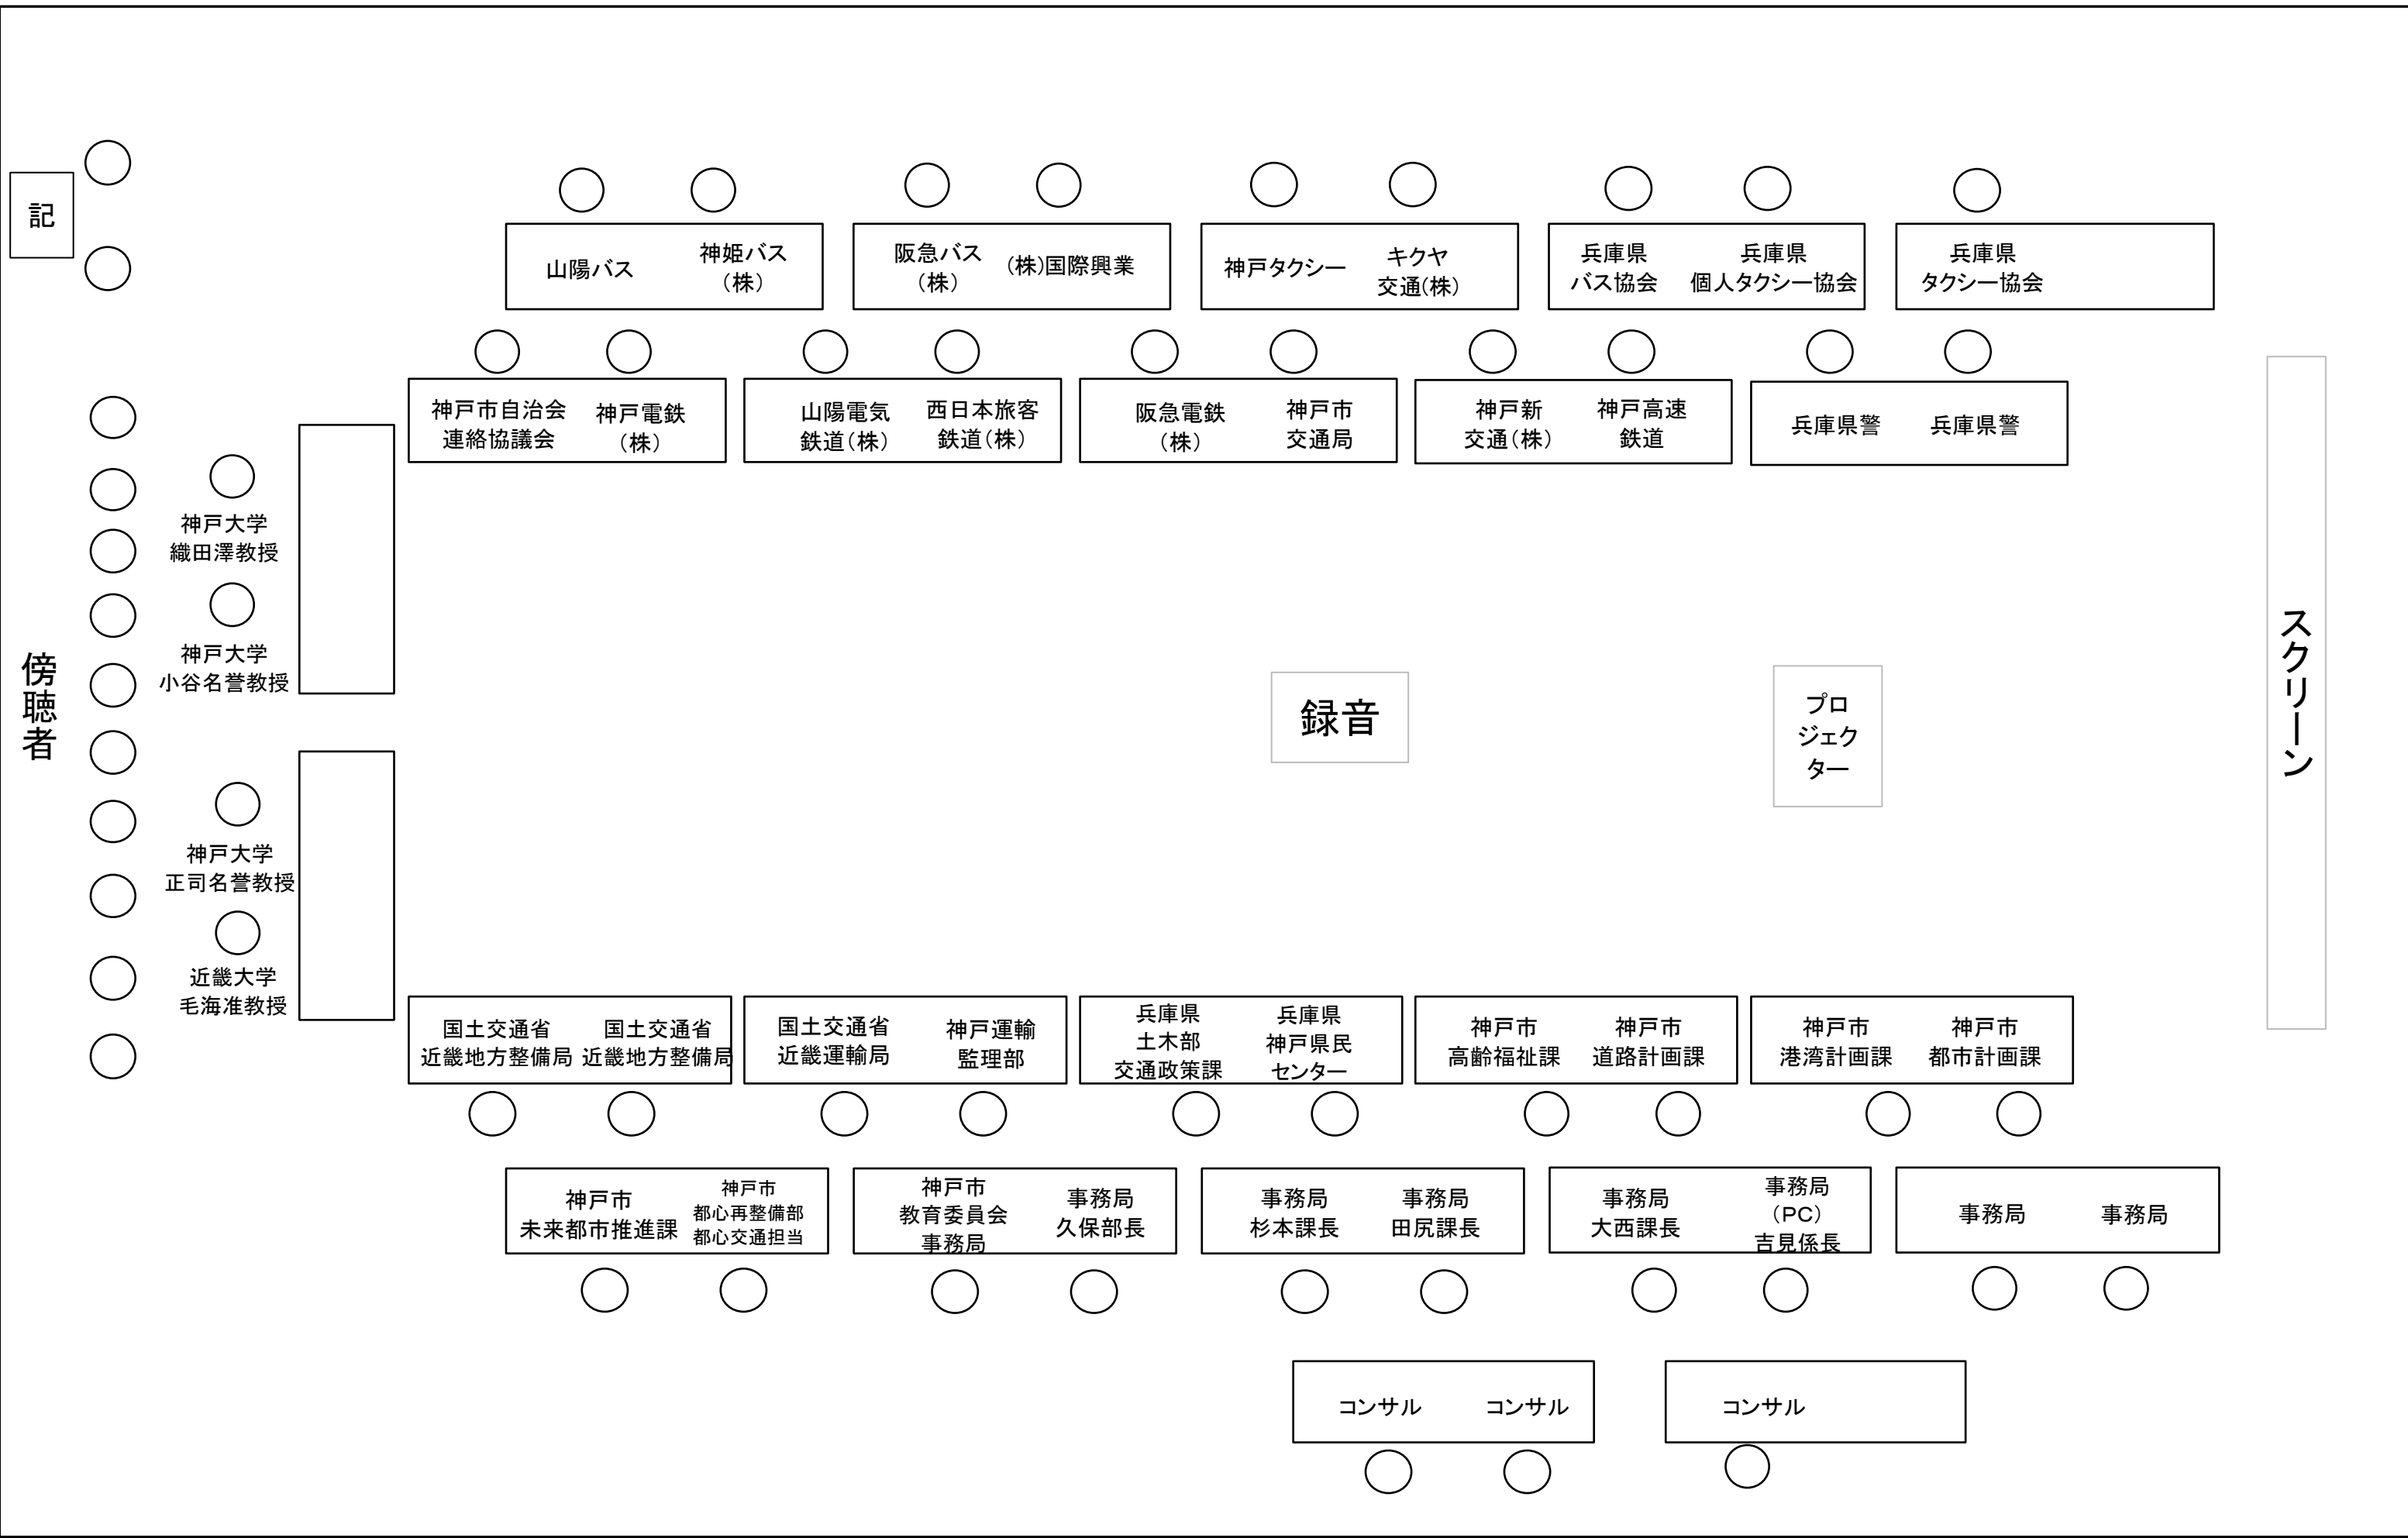 記
山陽バス
神姫バス
（株）
阪急バス
（株）
（株）国際興業
神戸タクシー
キクヤ
交通（株）
兵庫県
バス協会
兵庫県
個人タクシー協会
兵庫県
タクシー協会
神戸市自治会
連絡協議会
神戸電鉄
（株）
山陽電気
鉄道（株）
西日本旅客
鉄道（株）
阪急電鉄
（株）
神戸市
交通局
神戸新
交通（株）
神戸高速
鉄道
兵庫県警
兵庫県警
神戸大学
織田澤教授
神戸大学
小谷名誉教授
傍聴者
神戸大学
正司名誉教授
近畿大学
毛海准教授
録音
プロ
ジェク
ター
スクリーン
国土交通省
近畿地方整備局
国土交通省
近畿地方整備局
国土交通省
近畿運輸局
神戸運輸
監理部
兵庫県
土木部
交通政策課
兵庫県
神戸県民
センター
神戸市
高齢福祉課
神戸市
道路計画課
神戸市
港湾計画課
神戸市
都市計画課
神戸市
未来都市推進課
神戸市
都心再整備部
都心交通担当
神戸市
教育委員会
事務局
事務局
久保部長
事務局
杉本課長
事務局
田尻課長
事務局
大西課長
事務局
（PC）
吉見係長
事務局
事務局
コンサル
コンサル
コンサル